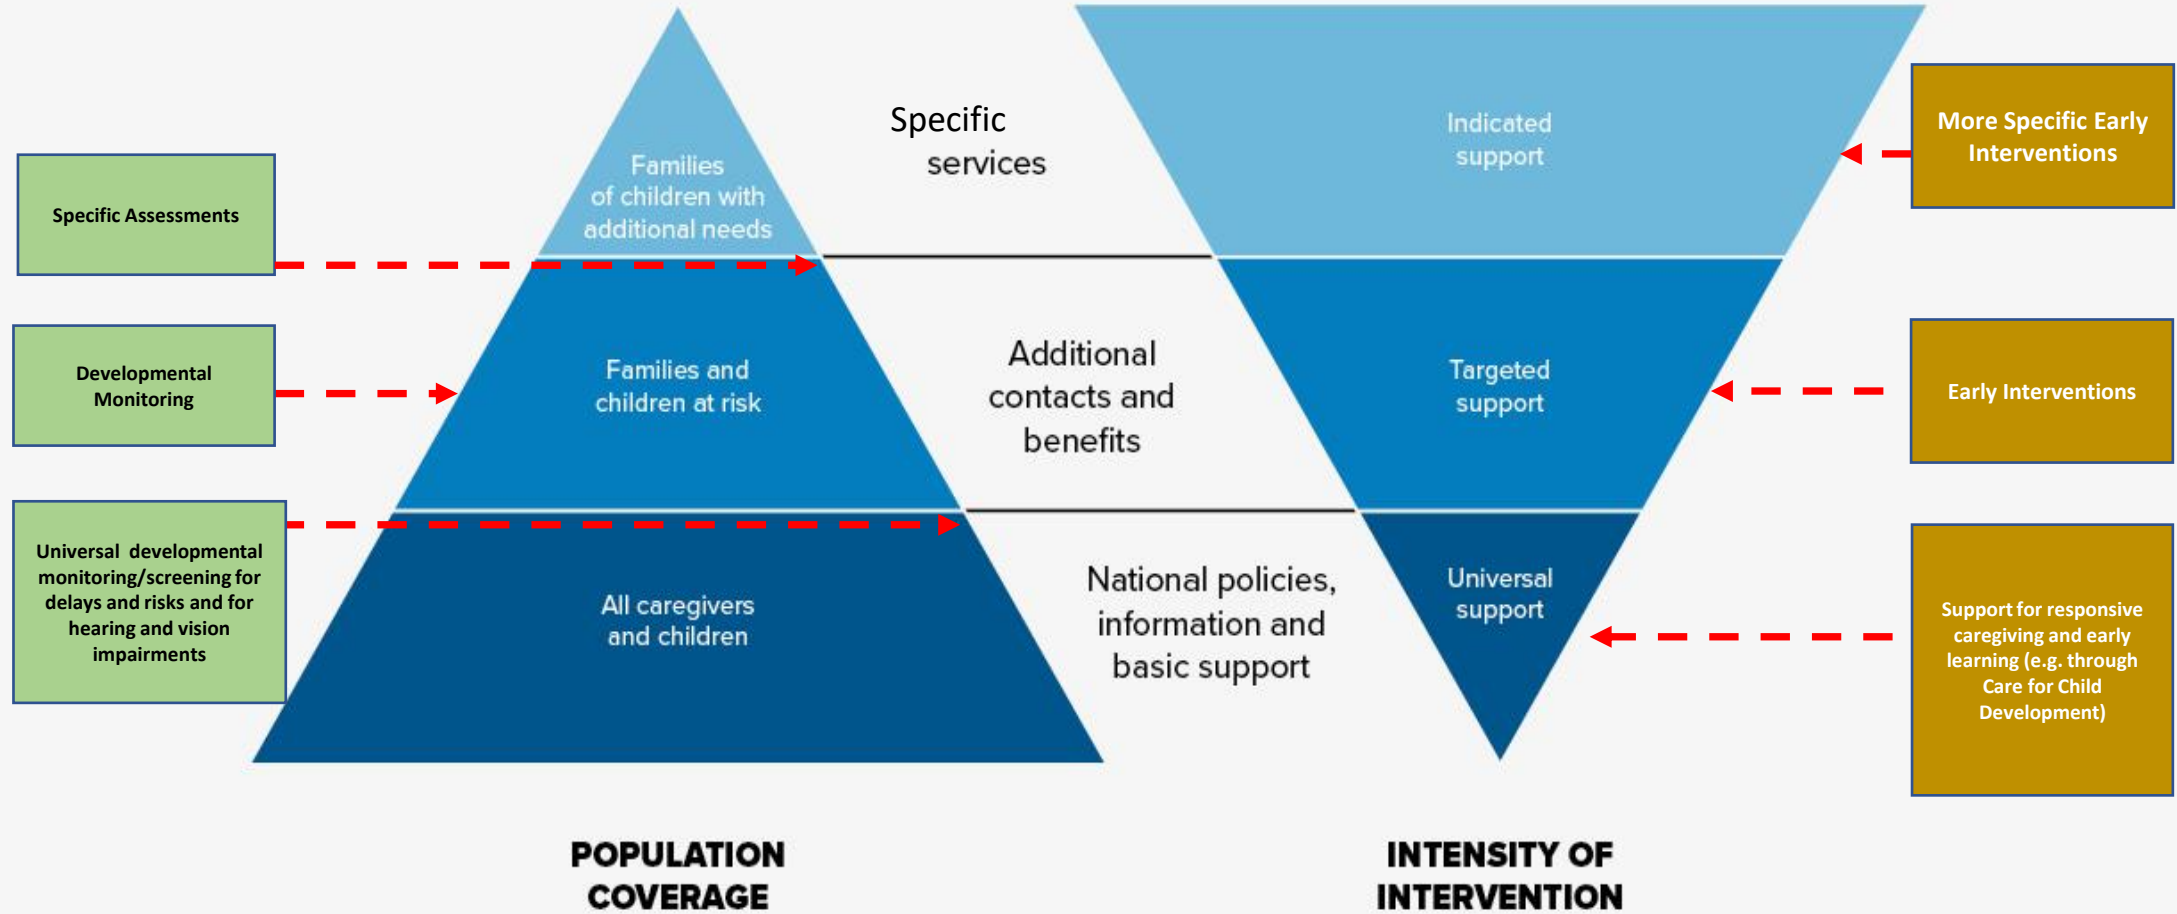 Specific Assessments
Developmental
Monitoring
Universal developmental
monitoring/screening for
delays and risks and for
hearing and vision
impairments
Families
of children with
additional needs
Families and
children at risk
All caregivers
and children
Specific
services
Additional
contacts and
benefits
National policies,
information and
basic support
Indicated
support
Targeted
support
Universal
support
More Specific Early
Interventions
Early Interventions
Support for responsive
caregiving and early
learning (e.g. through
Care for Child
Development)
POPULATION
COVERAGE
INTENSITY OF
INTERVENTION